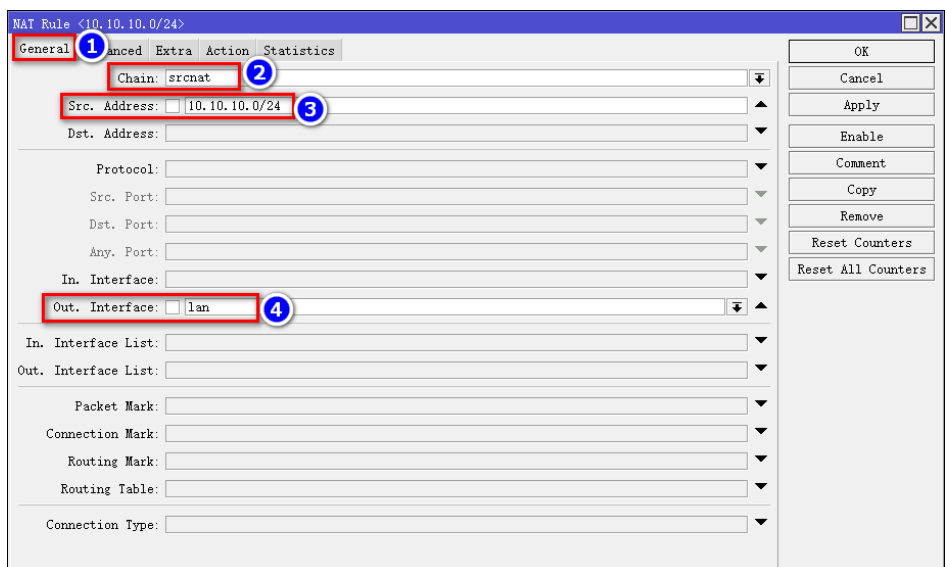 NAT Rule <10.10.10.0/24>
General 1 anced Extra Action Statistics
Chain: srcnat 2
Src. Address: 10.10.10.0/24 3
Dst. Address:
Protocol:
Src. Port:
Dst. Port:
Any. Port:
In. Interface:
Out. Interface: lan 4
In. Interface List:
Out. Interface List:
Packet Mark:
Connection Mark:
Routing Mark:
Routing Table:
Connection Type:
OK
Cancel
Apply
Enable
Comment
Copy
Remove
Reset Counters
Reset All Counters